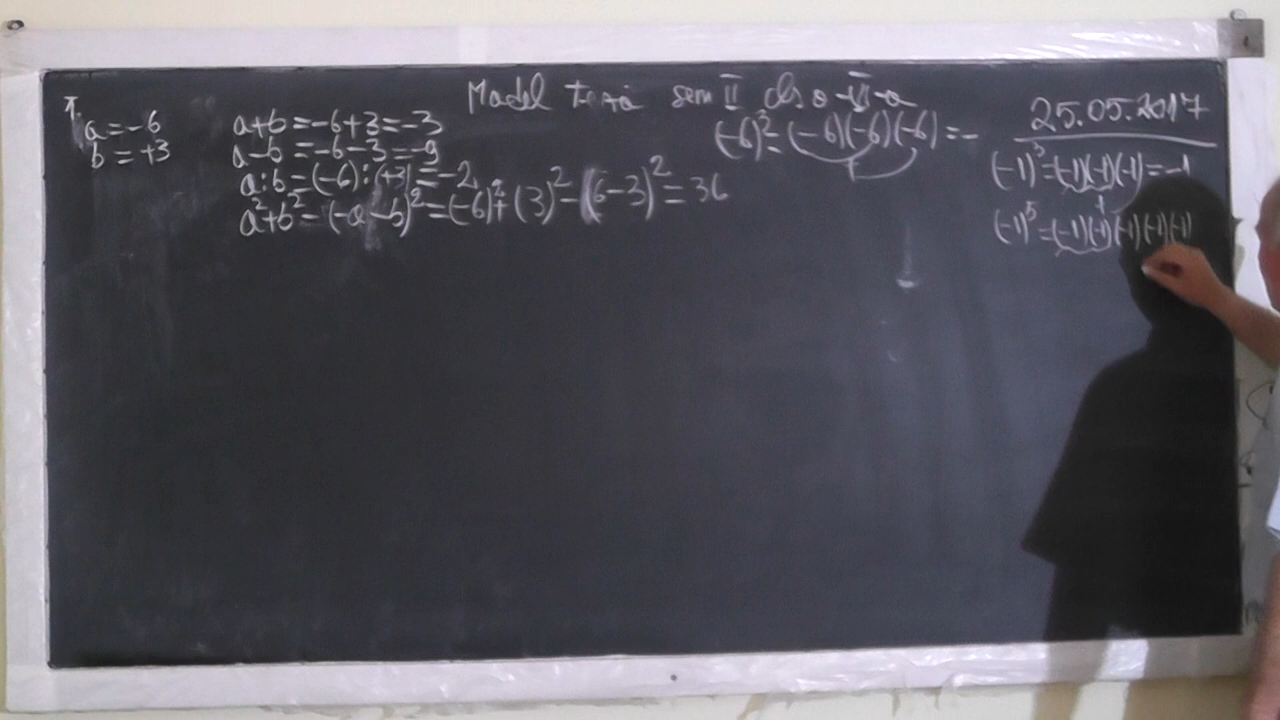 Model teză sem II cls a VI-a
25.05.2017
I.
a=-6
b=+3
a+b=-6+3=-3
a-b=-6-3=-9
a:b=(-6):(+3)=-2
a²+b²-(-a-b)²=(-6)²+(3)²-(6-3)²=36
(-6)³=(-6)(-6)(-6)=-
+
(-1)³=(-1)(-1)(-1)=-1
+
(-1)⁵=(-1)(-1)(-1)(-1)(-1)